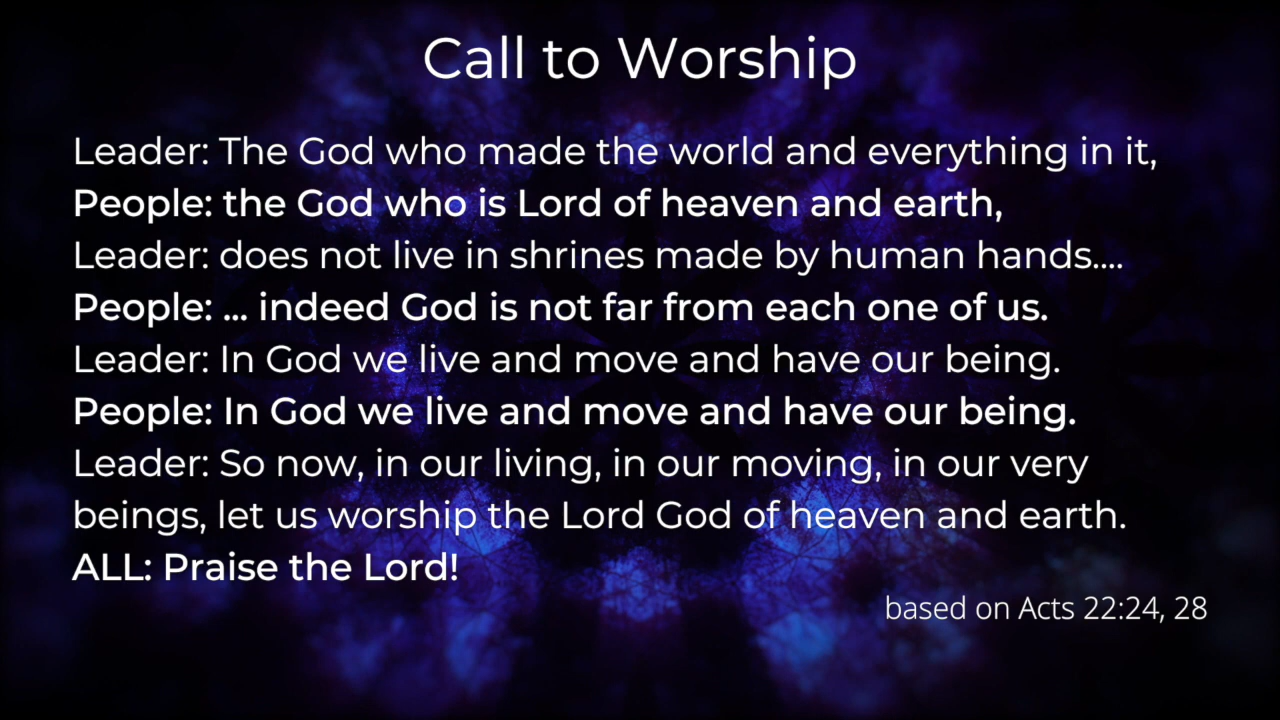 Call to Worship
Leader: The God who made the world and everything in it,
People: the God who is Lord of heaven and earth,
Leader: does not live in shrines made by human hands....
People: ... indeed God is not far from each one of us.
Leader: In God we live and move and have our being.
People: In God we live and move and have our being.
Leader: So now, in our living, in our moving, in our very
beings, let us worship the Lord God of heaven and earth.
ALL: Praise the Lord!
based on Acts 22:24, 28